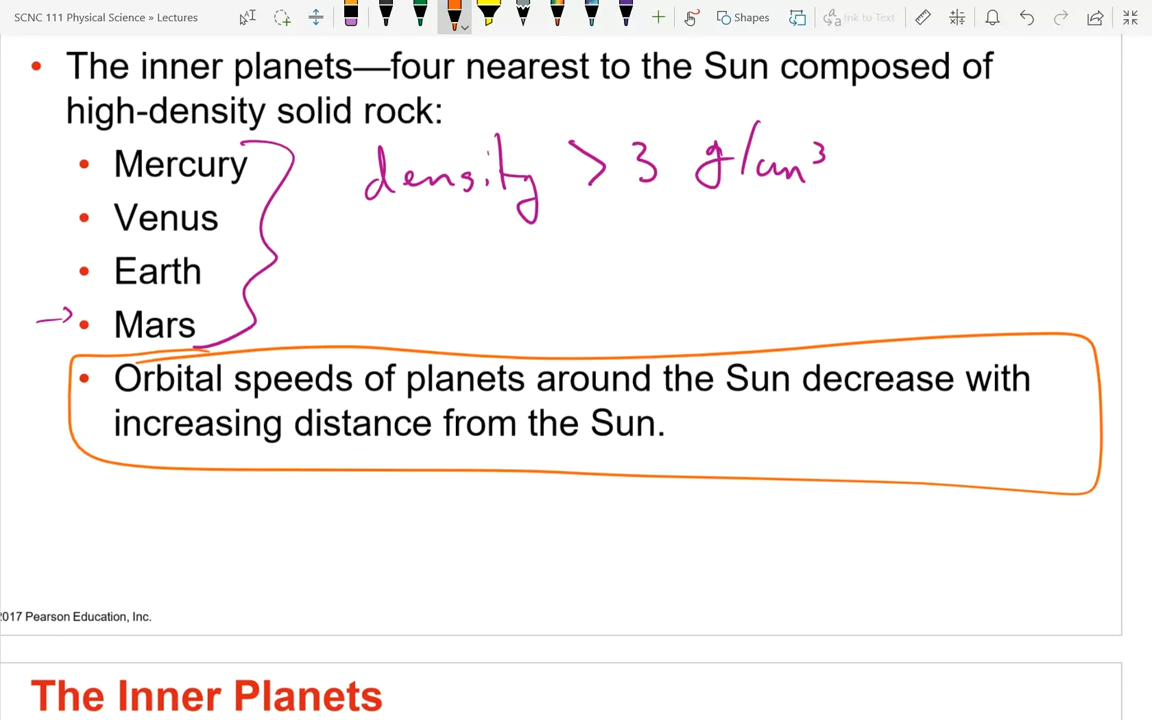 SCNC 111 Physical Science » Lectures
Shapes
Ink to Text
• The inner planets—four nearest to the Sun composed of
high-density solid rock:
• Mercury
• Venus
• Earth
→ • Mars
density > 3 g/cm³
• Orbital speeds of planets around the Sun decrease with
increasing distance from the Sun.
2017 Pearson Education, Inc.
The Inner Planets